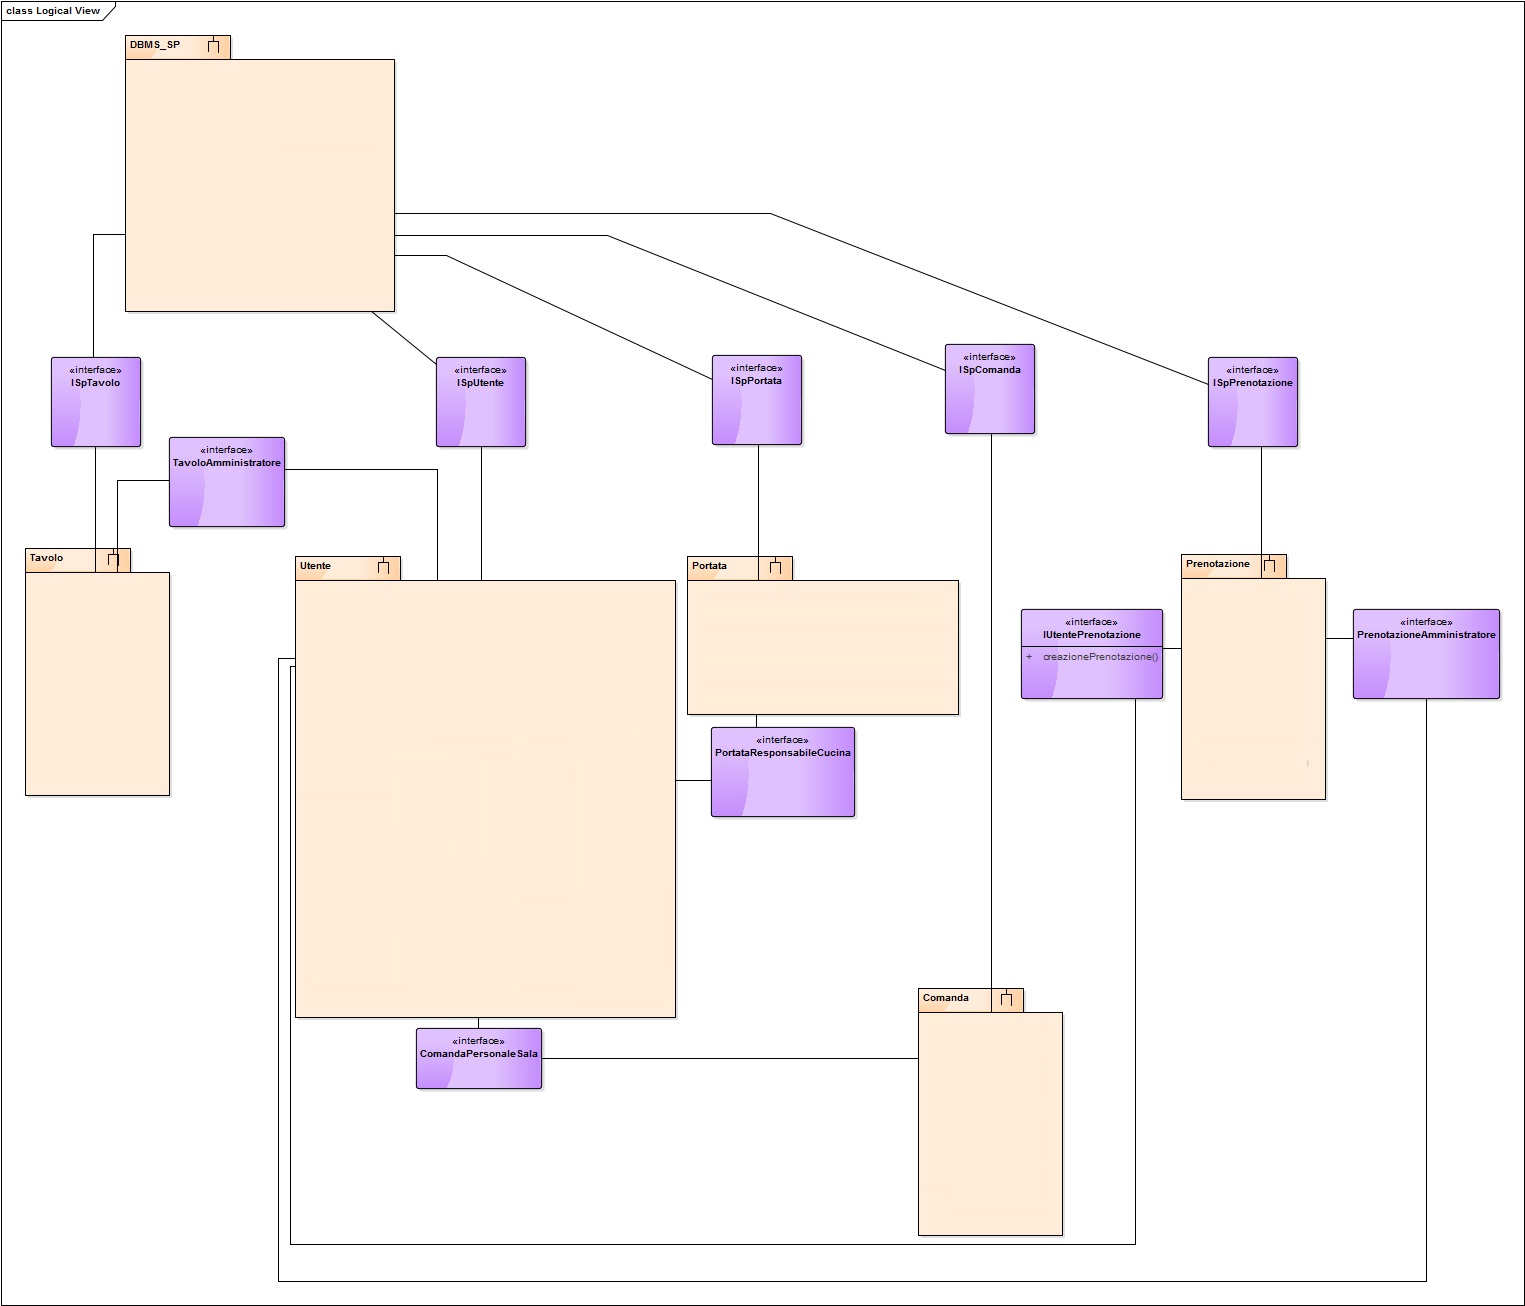 class Logical View
DBMS_SP
«interface»
ISpTavolo
«interface»
ISpUtente
«interface»
ISpPortata
«interface»
ISpComanda
«interface»
ISpPrenotazione
«interface»
TavoloAmministratore
Tavolo
Utente
Portata
Prenotazione
«interface»
IUtentePrenotazione
+ creazionePrenotazione()
«interface»
PrenotazioneAmministratore
«interface»
PortataResponsabileCucina
Comanda
«interface»
ComandaPersonaleSala